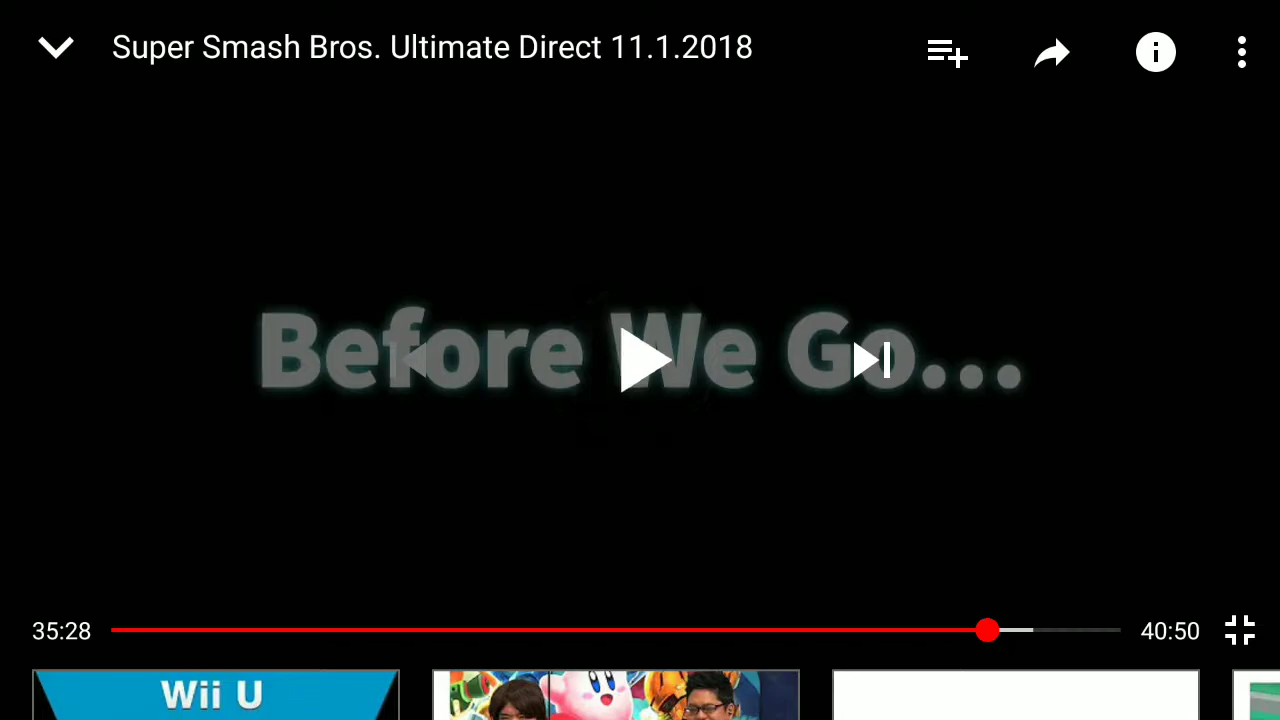 Super Smash Bros. Ultimate Direct 11.1.2018
Before We Go...
35:28
40:50
Wii U